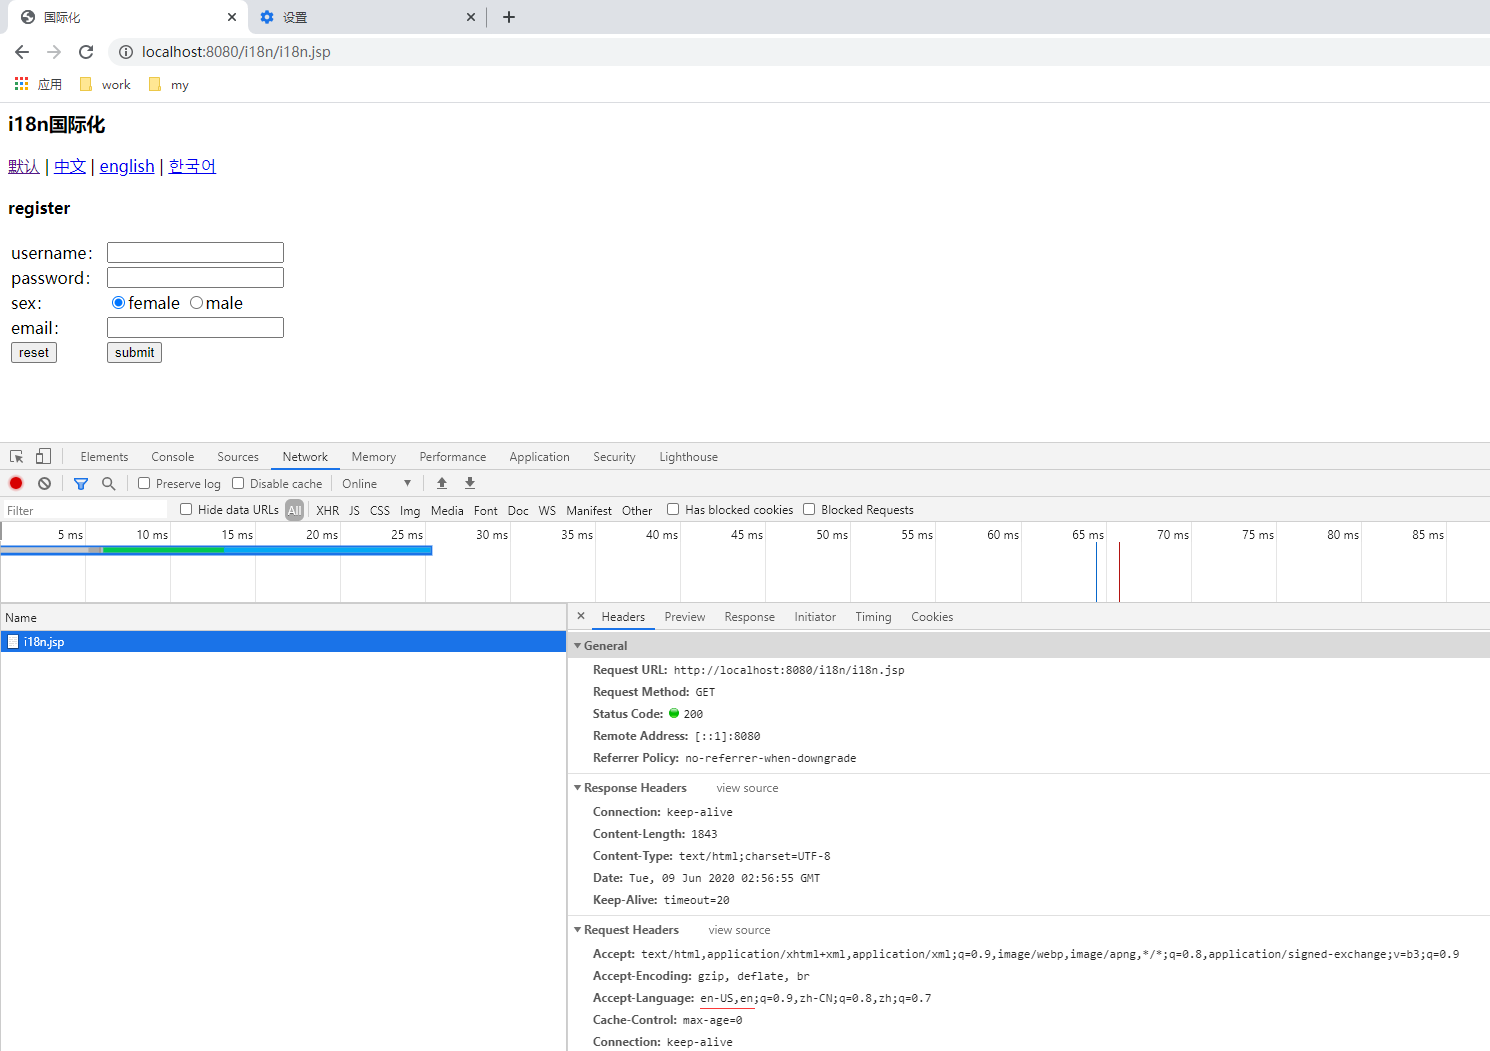 国际化 设置
localhost:8080/i18n/i18n.jsp
应用 work my
i18n国际化
默认 | 中文 | english | 한국어
register
username：
password：
sex： female male
email：
reset submit
Elements Console Sources Network Memory Performance Application Security Lighthouse
Preserve log Disable cache Online
Filter Hide data URLs All XHR JS CSS Img Media Font Doc WS Manifest Other Has blocked cookies Blocked Requests
5 ms 10 ms 15 ms 20 ms 25 ms 30 ms 35 ms 40 ms 45 ms 50 ms 55 ms 60 ms 65 ms 70 ms 75 ms 80 ms 85 ms
Name
i18n.jsp
Headers Preview Response Initiator Timing Cookies
General
Request URL: http://localhost:8080/i18n/i18n.jsp
Request Method: GET
Status Code: 200
Remote Address: [::1]:8080
Referrer Policy: no-referrer-when-downgrade
Response Headers view source
Connection: keep-alive
Content-Length: 1843
Content-Type: text/html;charset=UTF-8
Date: Tue, 09 Jun 2020 02:56:55 GMT
Keep-Alive: timeout=20
Request Headers view source
Accept: text/html,application/xhtml+xml,application/xml;q=0.9,image/webp,image/apng,*/*;q=0.8,application/signed-exchange;v=b3;q=0.9
Accept-Encoding: gzip, deflate, br
Accept-Language: en-US,en;q=0.9,zh-CN;q=0.8,zh;q=0.7
Cache-Control: max-age=0
Connection: keep-alive